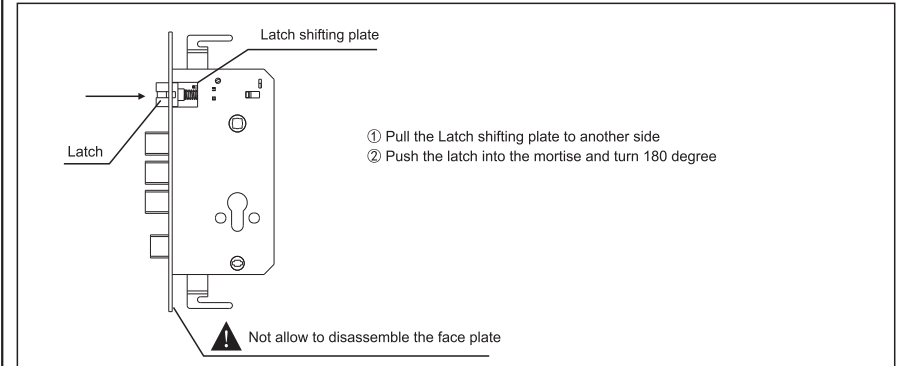 Latch shifting plate
Latch
① Pull the Latch shifting plate to another side
② Push the latch into the mortise and turn 180 degree
Not allow to disassemble the face plate